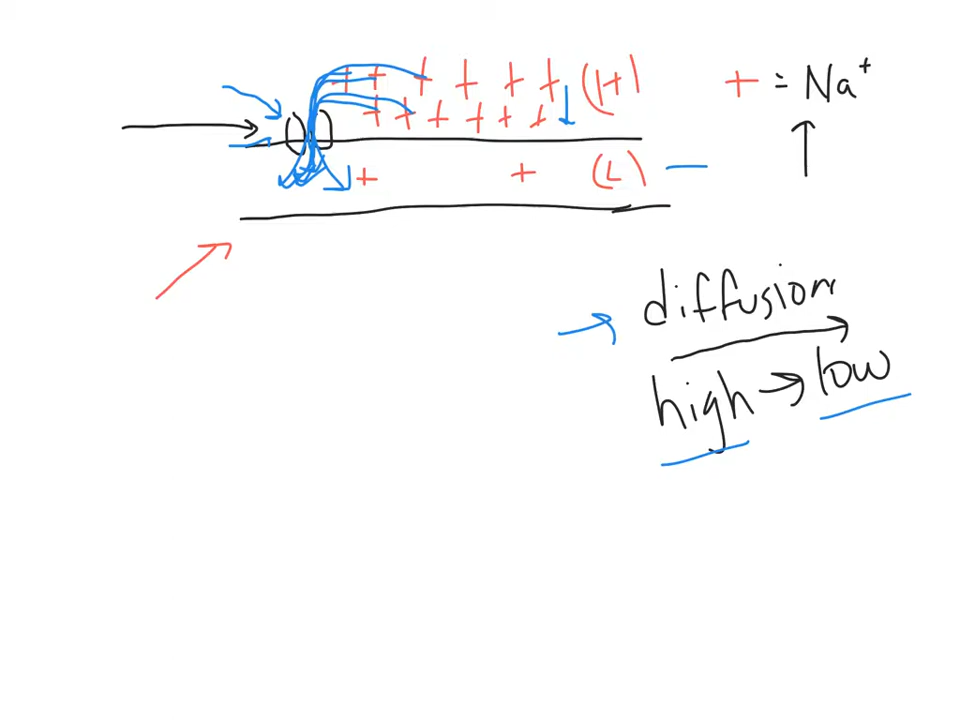 + + + + + + (H) + = Na⁺
+ + + + + +
+ + (L) −
diffusion
high → low